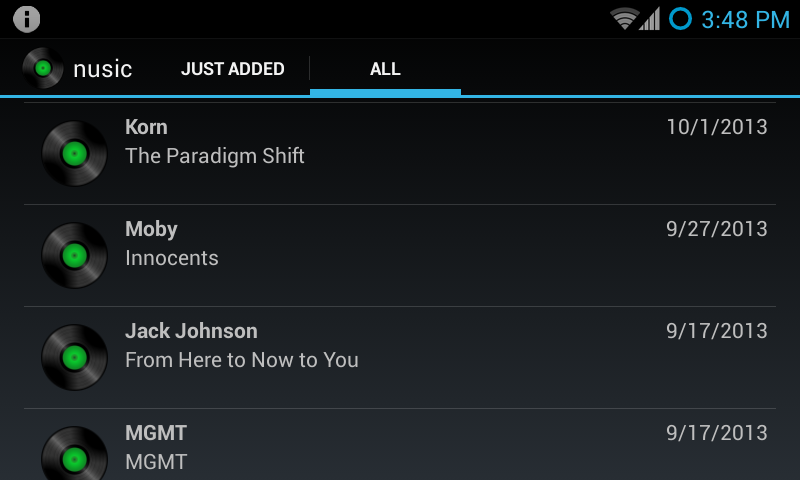 3:48 PM
nusic
JUST ADDED
ALL
Korn
10/1/2013
The Paradigm Shift
Moby
9/27/2013
Innocents
Jack Johnson
9/17/2013
From Here to Now to You
MGMT
9/17/2013
MGMT